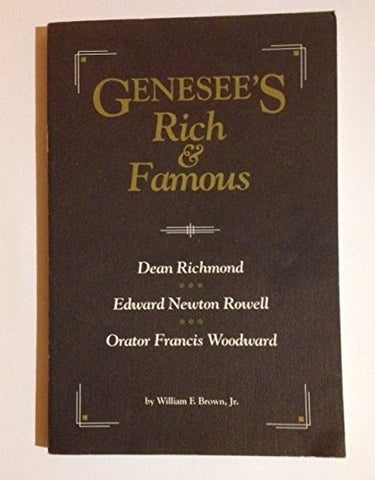 GENESEE'S
Rich
&
Famous
Dean Richmond
Edward Newton Rowell
Orator Francis Woodward
by William F. Brown, Jr.